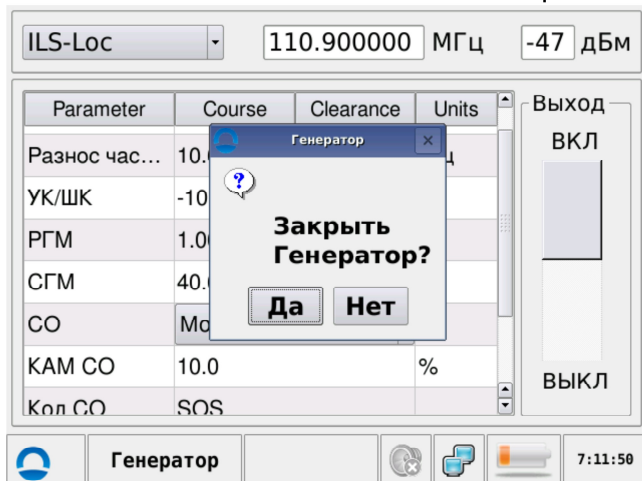 ILS-Loc 110.900000 МГц -47 дБм
Parameter Course Clearance Units Выход
Генератор
ВКЛ
Разнос час... 10.
УК/ШК -10
Закрыть
РГМ 1.0
Генератор?
СГМ 40.
Да Нет
СО Mo
КАМ СО 10.0 %
ВЫКЛ
Код СО SOS
Генератор 7:11:50